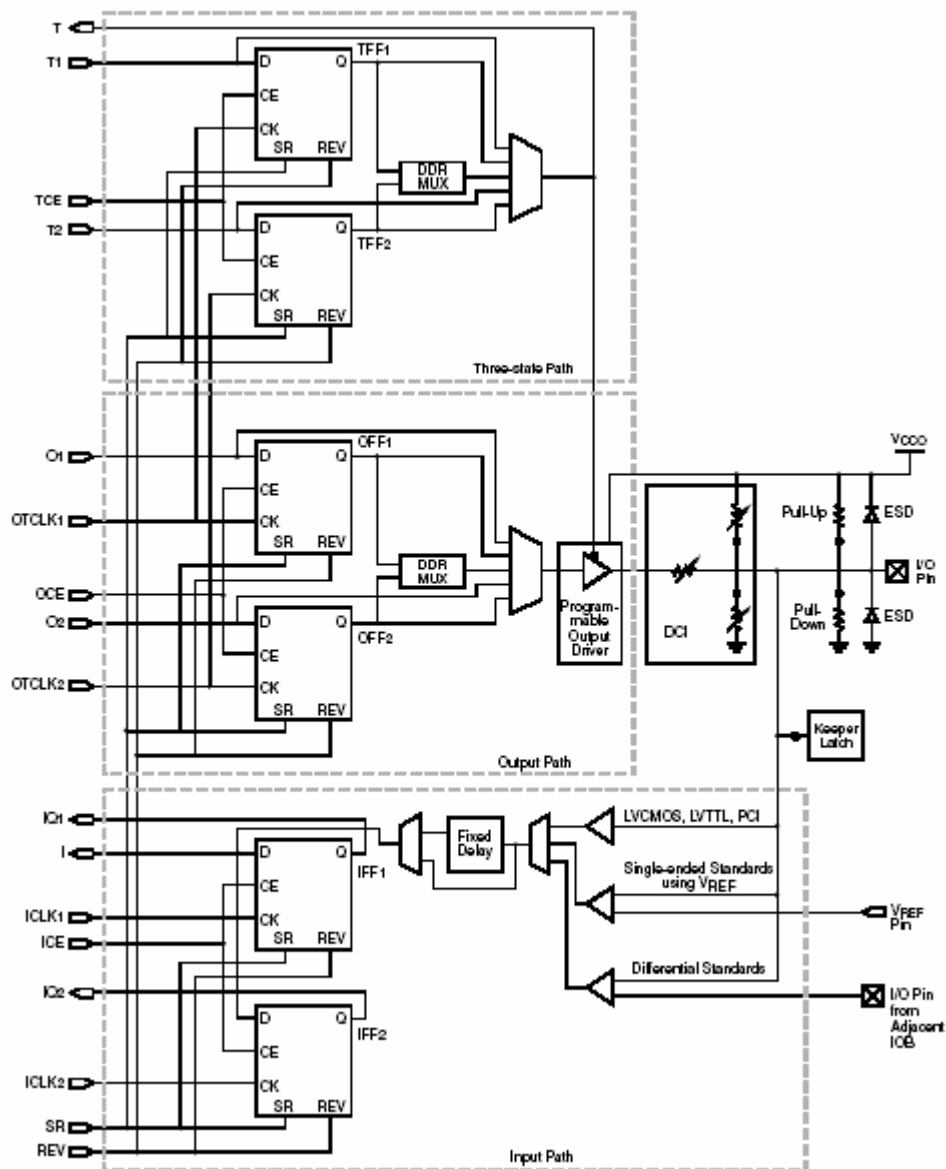 T
T1
D
Q
TFF1
CE
CK
SR
REV
DDR
MUX
TCE
T2
D
Q
TFF2
CE
CK
SR
REV
Three-state Path
O1
D
Q
OFF1
CE
OTCLK1
CK
SR
REV
DDR
MUX
OCE
O2
D
Q
OFF2
CE
OTCLK2
CK
SR
REV
Program-
mable
Output
Driver
DCI
VCCO
Pull-Up
ESD
I/O
Pin
Pull-
Down
ESD
Keeper
Latch
Output Path
IQ1
I
D
Q
IFF1
CE
ICLK1
CK
ICE
SR
REV
Fixed
Delay
LVCMOS, LVTTL, PCI
Single-ended Standards
using VREF
VREF
Pin
Differential Standards
I/O Pin
from
Adjacent
IOB
IQ2
D
Q
IFF2
CE
ICLK2
CK
SR
REV
SR
REV
Input Path